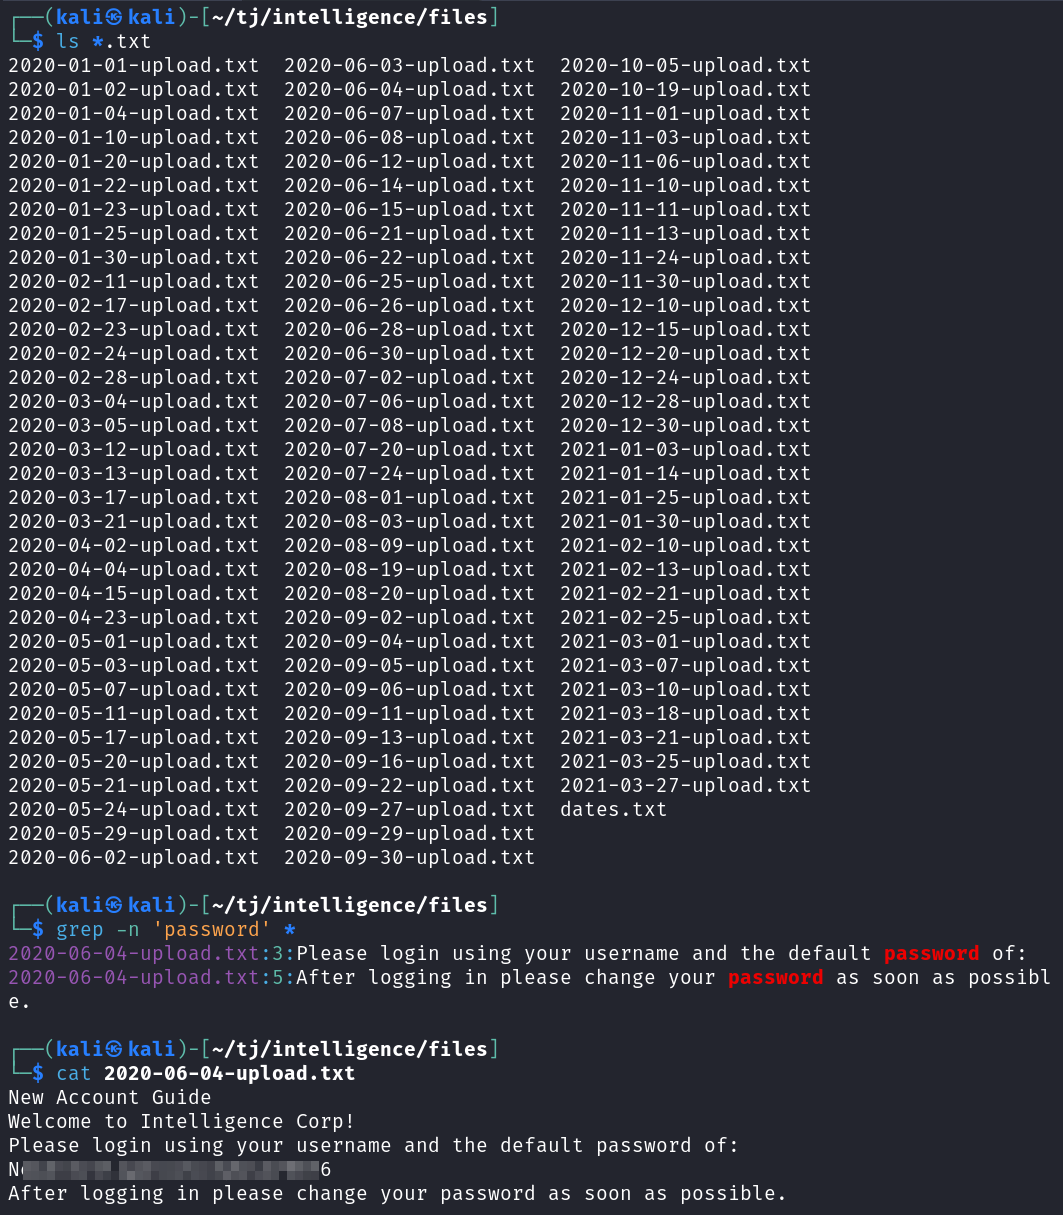 ┌──(kali㉿kali)-[~/tj/intelligence/files]
└─$ ls *.txt
2020-01-01-upload.txt  2020-06-03-upload.txt  2020-10-05-upload.txt
2020-01-02-upload.txt  2020-06-04-upload.txt  2020-10-19-upload.txt
2020-01-04-upload.txt  2020-06-07-upload.txt  2020-11-01-upload.txt
2020-01-10-upload.txt  2020-06-08-upload.txt  2020-11-03-upload.txt
2020-01-20-upload.txt  2020-06-12-upload.txt  2020-11-06-upload.txt
2020-01-22-upload.txt  2020-06-14-upload.txt  2020-11-10-upload.txt
2020-01-23-upload.txt  2020-06-15-upload.txt  2020-11-11-upload.txt
2020-01-25-upload.txt  2020-06-21-upload.txt  2020-11-13-upload.txt
2020-01-30-upload.txt  2020-06-22-upload.txt  2020-11-24-upload.txt
2020-02-11-upload.txt  2020-06-25-upload.txt  2020-11-30-upload.txt
2020-02-17-upload.txt  2020-06-26-upload.txt  2020-12-10-upload.txt
2020-02-23-upload.txt  2020-06-28-upload.txt  2020-12-15-upload.txt
2020-02-24-upload.txt  2020-06-30-upload.txt  2020-12-20-upload.txt
2020-02-28-upload.txt  2020-07-02-upload.txt  2020-12-24-upload.txt
2020-03-04-upload.txt  2020-07-06-upload.txt  2020-12-28-upload.txt
2020-03-05-upload.txt  2020-07-08-upload.txt  2020-12-30-upload.txt
2020-03-12-upload.txt  2020-07-20-upload.txt  2021-01-03-upload.txt
2020-03-13-upload.txt  2020-07-24-upload.txt  2021-01-14-upload.txt
2020-03-17-upload.txt  2020-08-01-upload.txt  2021-01-25-upload.txt
2020-03-21-upload.txt  2020-08-03-upload.txt  2021-01-30-upload.txt
2020-04-02-upload.txt  2020-08-09-upload.txt  2021-02-10-upload.txt
2020-04-04-upload.txt  2020-08-19-upload.txt  2021-02-13-upload.txt
2020-04-15-upload.txt  2020-08-20-upload.txt  2021-02-21-upload.txt
2020-04-23-upload.txt  2020-09-02-upload.txt  2021-02-25-upload.txt
2020-05-01-upload.txt  2020-09-04-upload.txt  2021-03-01-upload.txt
2020-05-03-upload.txt  2020-09-05-upload.txt  2021-03-07-upload.txt
2020-05-07-upload.txt  2020-09-06-upload.txt  2021-03-10-upload.txt
2020-05-11-upload.txt  2020-09-11-upload.txt  2021-03-18-upload.txt
2020-05-17-upload.txt  2020-09-13-upload.txt  2021-03-21-upload.txt
2020-05-20-upload.txt  2020-09-16-upload.txt  2021-03-25-upload.txt
2020-05-21-upload.txt  2020-09-22-upload.txt  2021-03-27-upload.txt
2020-05-24-upload.txt  2020-09-27-upload.txt  dates.txt
2020-05-29-upload.txt  2020-09-29-upload.txt
2020-06-02-upload.txt  2020-09-30-upload.txt
┌──(kali㉿kali)-[~/tj/intelligence/files]
└─$ grep -n 'password' *
2020-06-04-upload.txt:3:Please login using your username and the default password of:
2020-06-04-upload.txt:5:After logging in please change your password as soon as possibl
e.
┌──(kali㉿kali)-[~/tj/intelligence/files]
└─$ cat 2020-06-04-upload.txt
New Account Guide
Welcome to Intelligence Corp!
Please login using your username and the default password of:
After logging in please change your password as soon as possible.